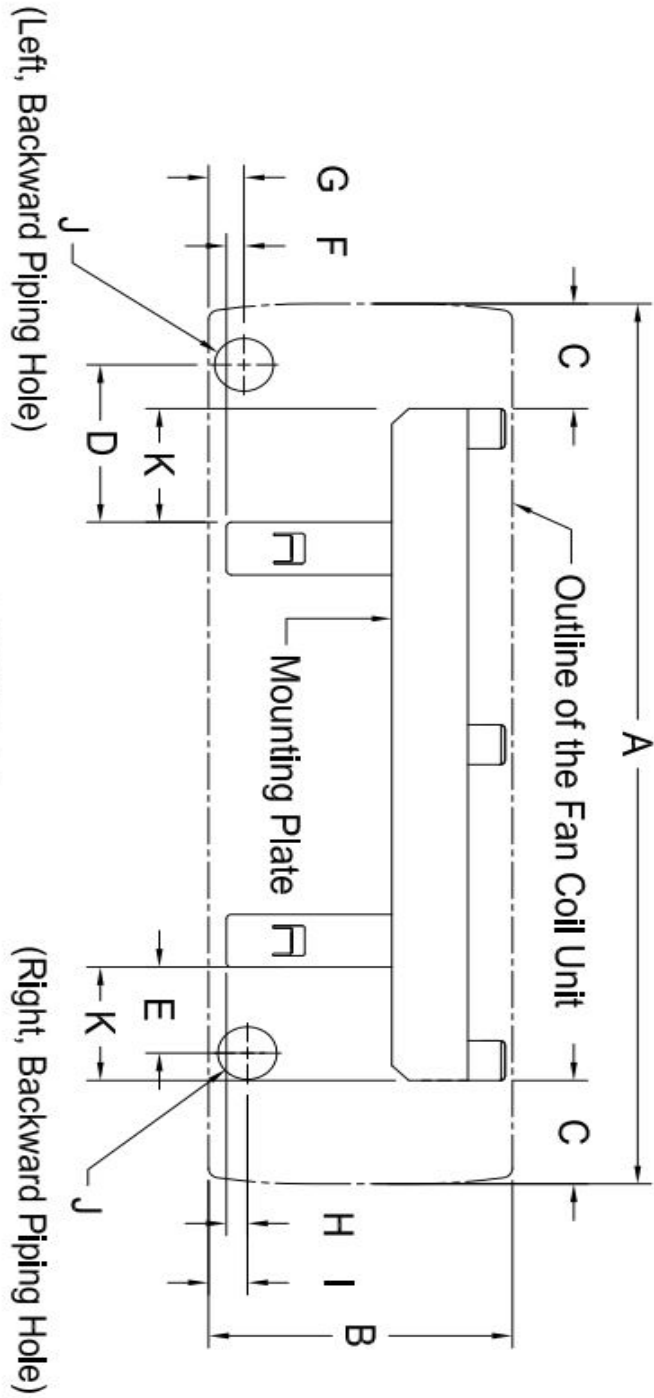 A
C
C
Outline of the Fan Coil Unit
B
G
F
H
I
Mounting Plate
K
E
D
K
J
J
(Left, Backward Piping Hole)
(Right, Backward Piping Hole)